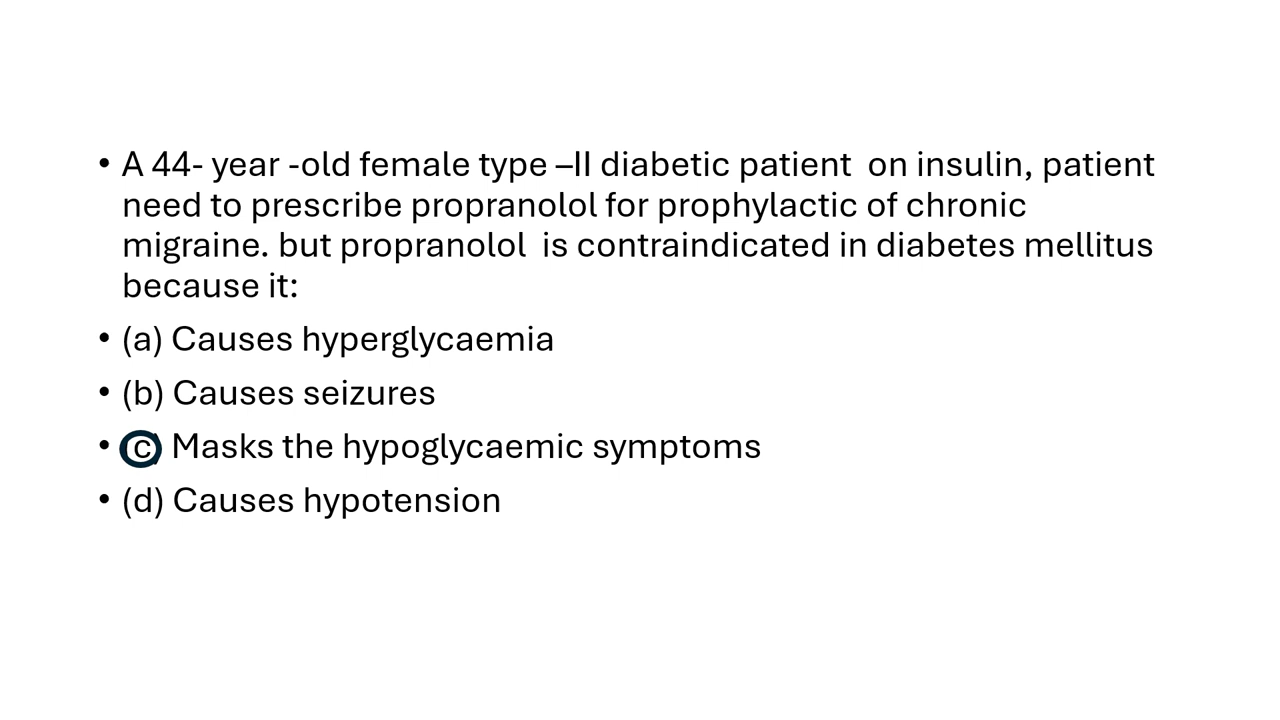 • A 44- year -old female type –II diabetic patient  on insulin, patient
need to prescribe propranolol for prophylactic of chronic
migraine. but propranolol  is contraindicated in diabetes mellitus
because it:
• (a) Causes hyperglycaemia
• (b) Causes seizures
• (c) Masks the hypoglycaemic symptoms
• (d) Causes hypotension